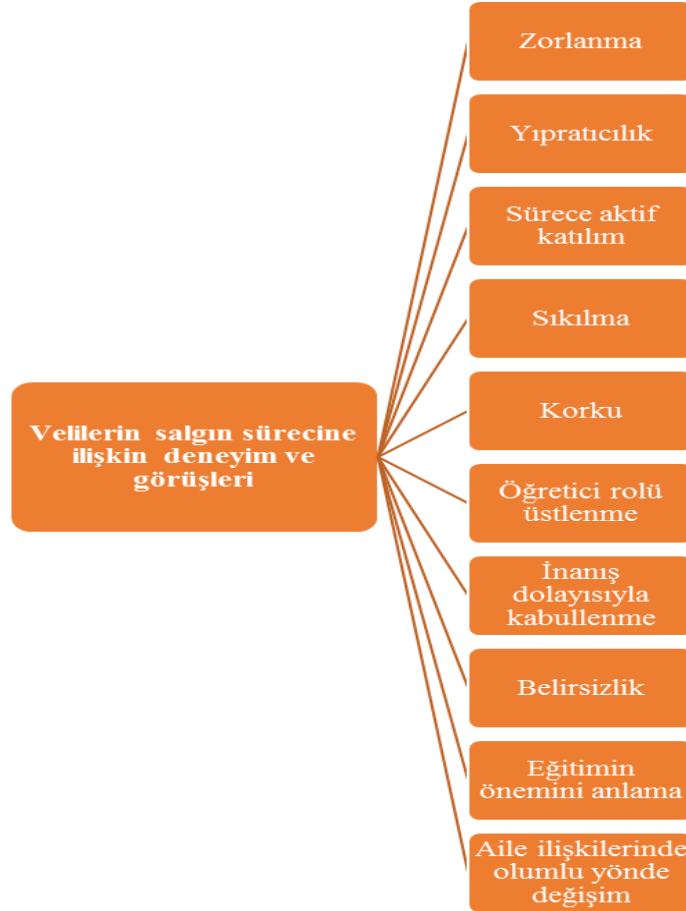 Velilerin salgın sürecine
ilişkin deneyim ve
görüşleri
Zorlanma
Yıpratıcılık
Sürece aktif
katılım
Sıkılma
Korku
Öğretici rolü
üstlenme
İnanış
dolayısıyla
kabullenme
Belirsizlik
Eğitimin
önemini anlama
Aile ilişkilerinde
olumlu yönde
değişim